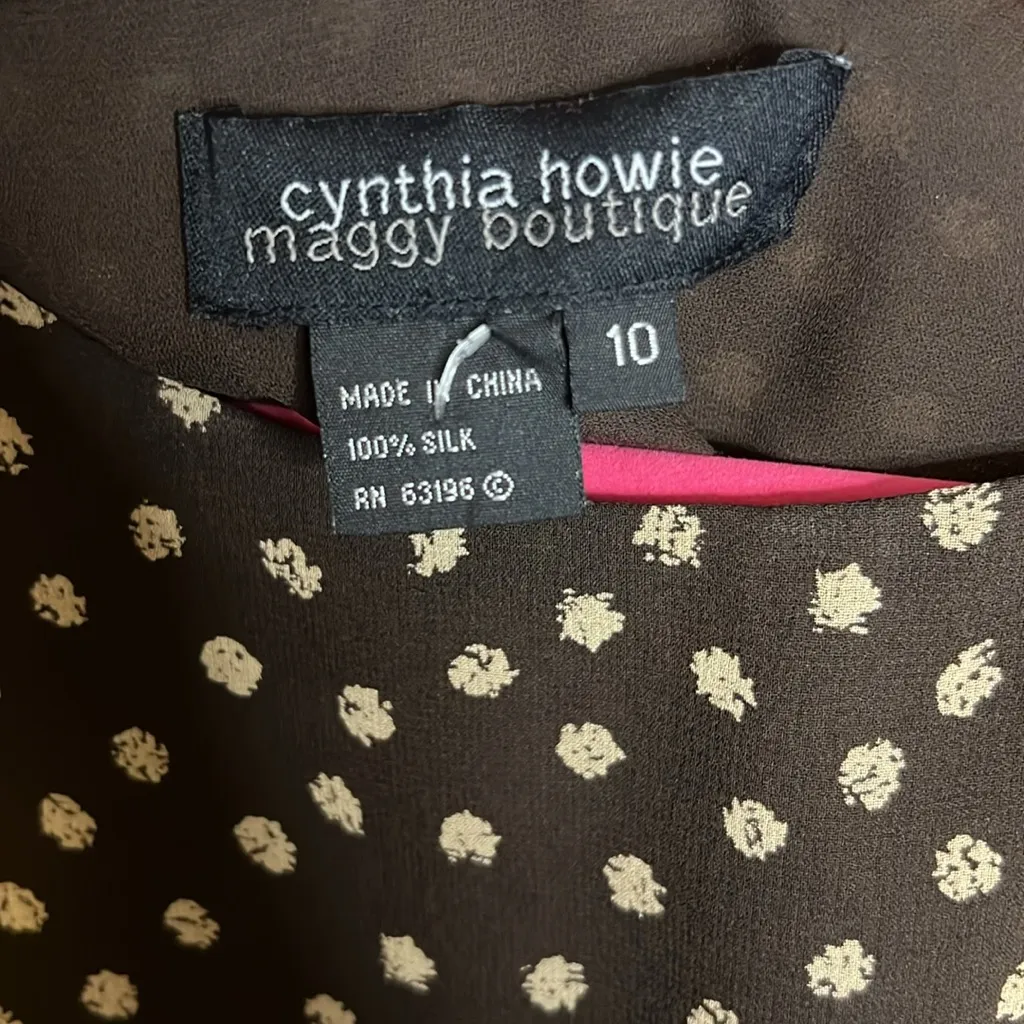 cynthia howie
maggy boutique
10
MADE IN CHINA
100% SILK
RN 63196 ©